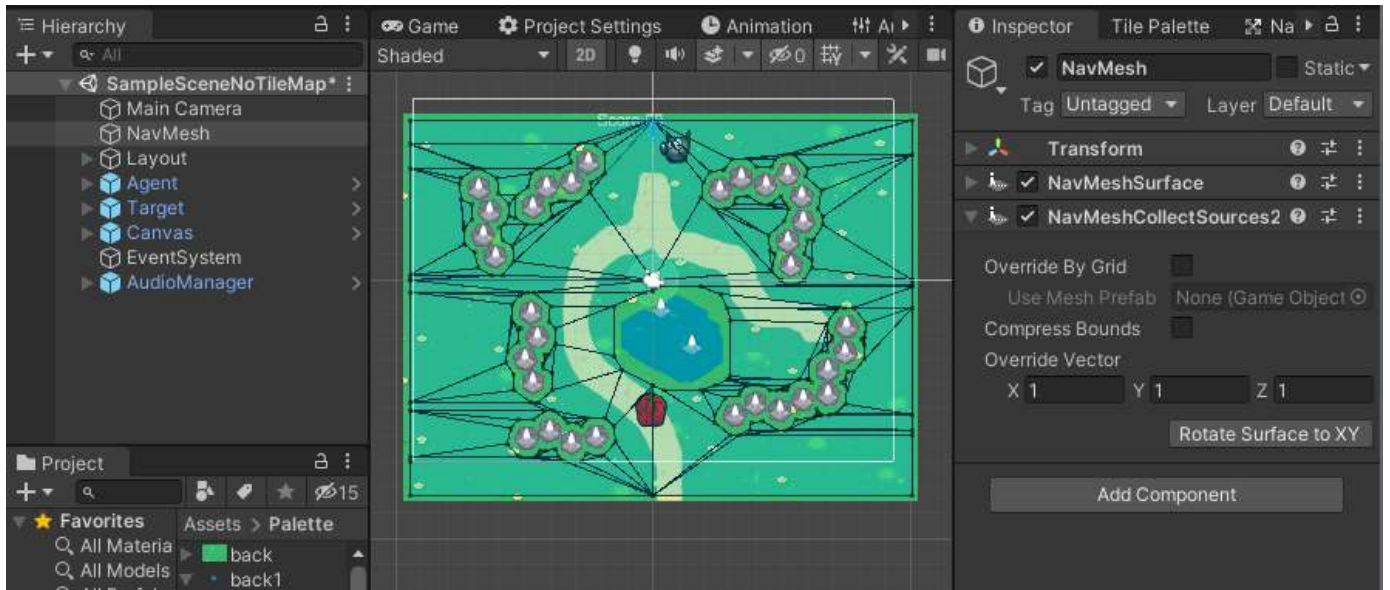 Hierarchy
All
SampleSceneNoTileMap*
Main Camera
NavMesh
Layout
Agent
Target
Canvas
EventSystem
AudioManager
Project
15
Favorites
All Materia
All Models
Assets > Palette
back
back1
Game Project Settings Animation
Shaded 2D 0
Inspector Tile Palette Na
NavMesh Static
Tag Untagged Layer Default
Transform
NavMeshSurface
NavMeshCollectSources2
Override By Grid
Use Mesh Prefab None (Game Object
Compress Bounds
Override Vector
X 1 Y 1 Z 1
Rotate Surface to XY
Add Component